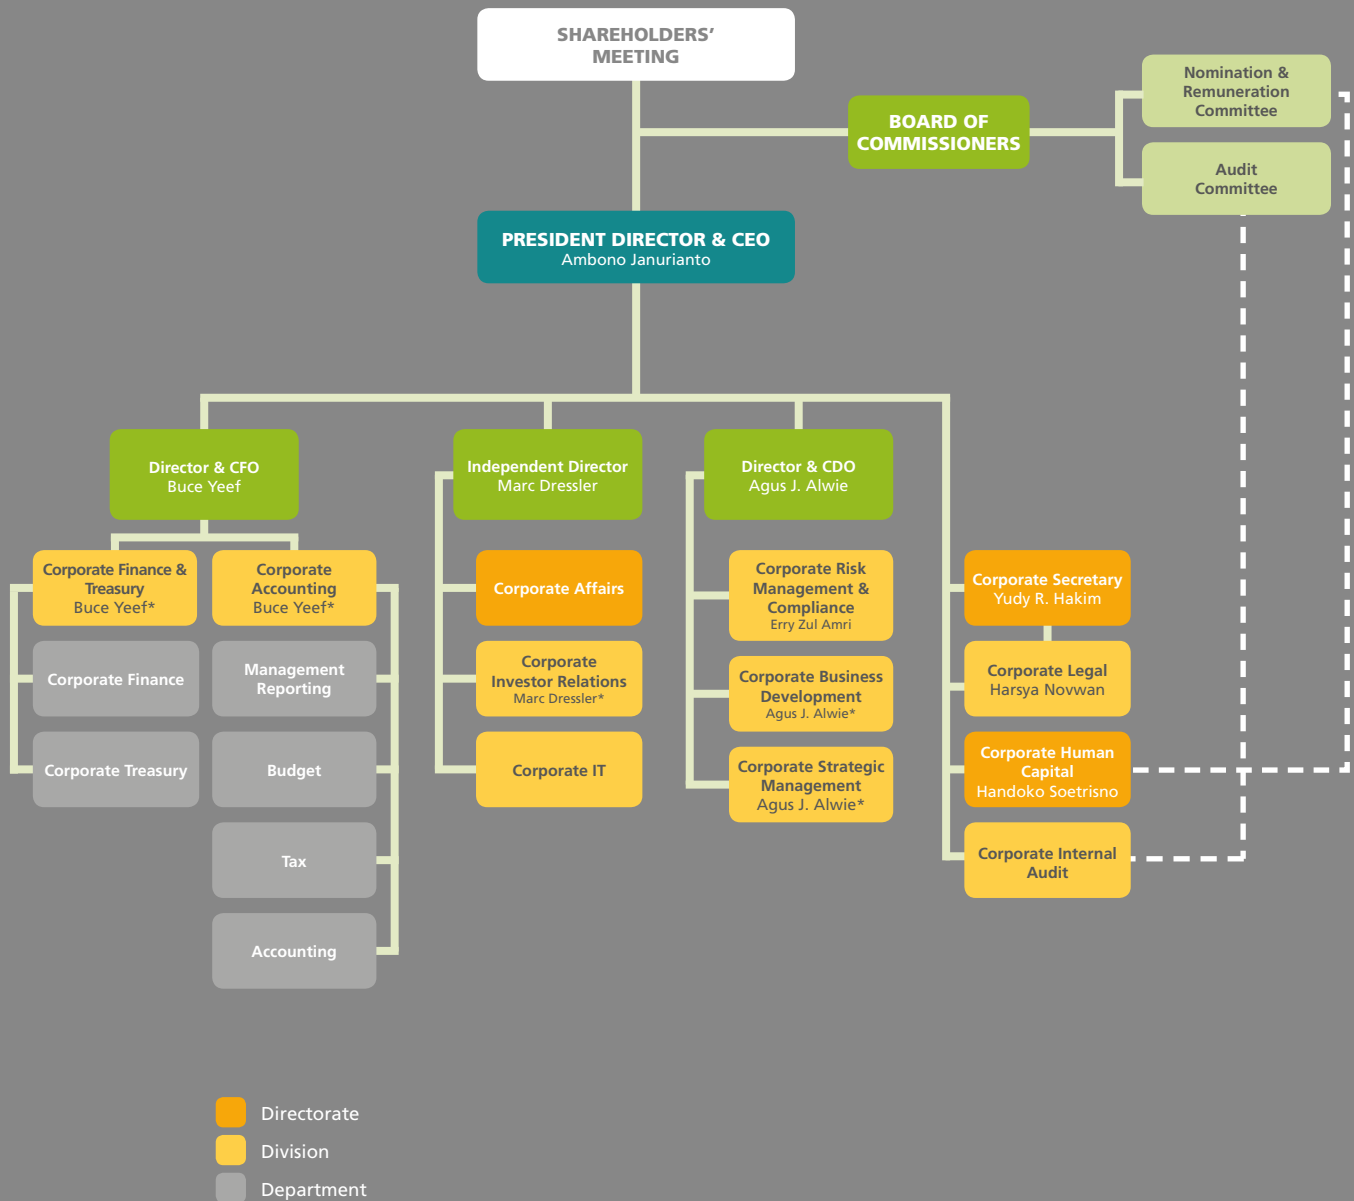 SHAREHOLDERS’
MEETING
BOARD OF
COMMISSIONERS
Nomination &
Remuneration
Committee
Audit
Committee
PRESIDENT DIRECTOR & CEO
Ambono Janurianto
Director & CFO
Buce Yeef
Independent Director
Marc Dressler
Director & CDO
Agus J. Alwie
Corporate Finance &
Treasury
Buce Yeef*
Corporate Finance
Corporate Treasury
Corporate
Accounting
Buce Yeef*
Management
Reporting
Budget
Tax
Accounting
Corporate Affairs
Corporate
Investor Relations
Marc Dressler*
Corporate IT
Corporate Risk
Management &
Compliance
Erry Zul Amri
Corporate Business
Development
Agus J. Alwie*
Corporate Strategic
Management
Agus J. Alwie*
Corporate Secretary
Yudy R. Hakim
Corporate Legal
Harsya Novwan
Corporate Human
Capital
Handoko Soetrisno
Corporate Internal
Audit
Directorate
Division
Department